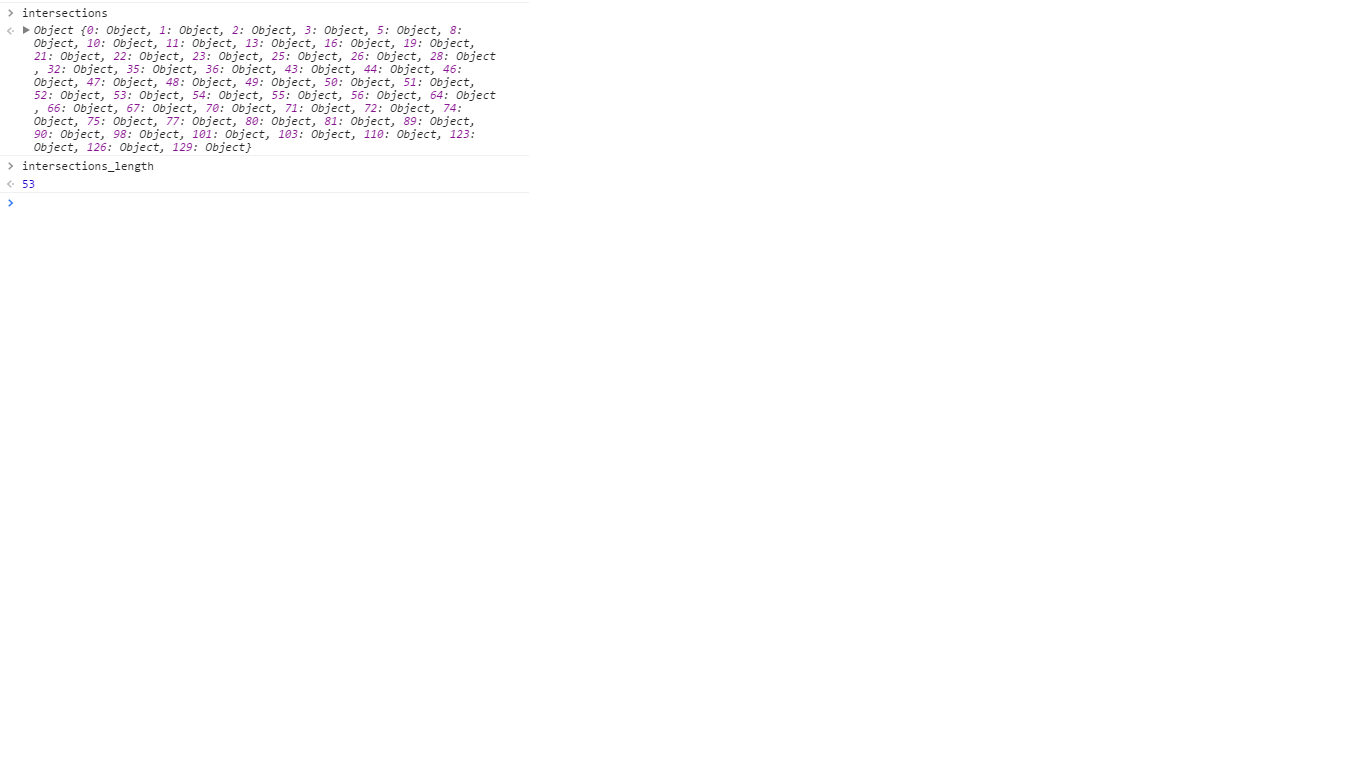 intersections
Object {0: Object, 1: Object, 2: Object, 3: Object, 5: Object, 8:
Object, 10: Object, 11: Object, 13: Object, 16: Object, 19: Object,
21: Object, 22: Object, 23: Object, 25: Object, 26: Object, 28: Object
, 32: Object, 35: Object, 36: Object, 43: Object, 44: Object, 46:
Object, 47: Object, 48: Object, 49: Object, 50: Object, 51: Object,
52: Object, 53: Object, 54: Object, 55: Object, 56: Object, 64: Object
, 66: Object, 67: Object, 70: Object, 71: Object, 72: Object, 74:
Object, 75: Object, 77: Object, 80: Object, 81: Object, 89: Object,
90: Object, 98: Object, 101: Object, 103: Object, 110: Object, 123:
Object, 126: Object, 129: Object}
intersections_length
53